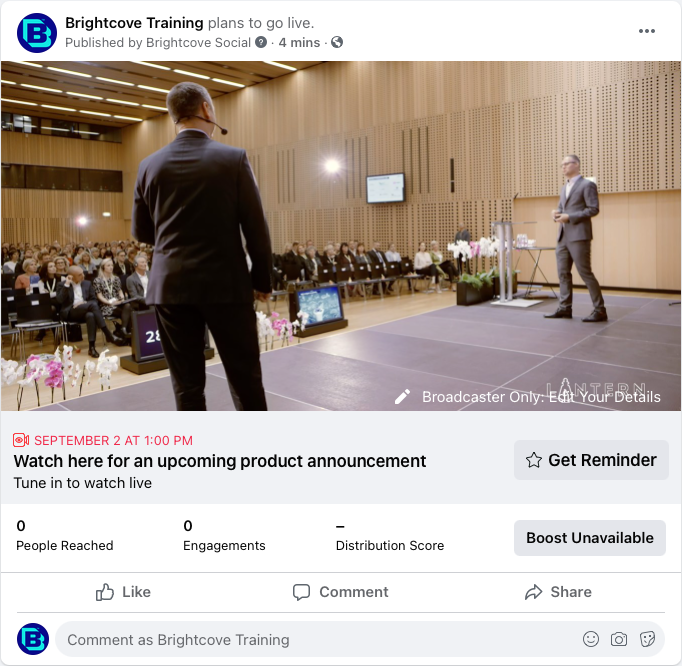 Brightcove Training plans to go live.
Published by Brightcove Social · 4 mins ·
28
LANTERN
Broadcaster Only: Edit Your Details
SEPTEMBER 2 AT 1:00 PM
Watch here for an upcoming product announcement
Get Reminder
Tune in to watch live
0
0
–
People Reached
Engagements
Distribution Score
Boost Unavailable
Like
Comment
Share
Comment as Brightcove Training